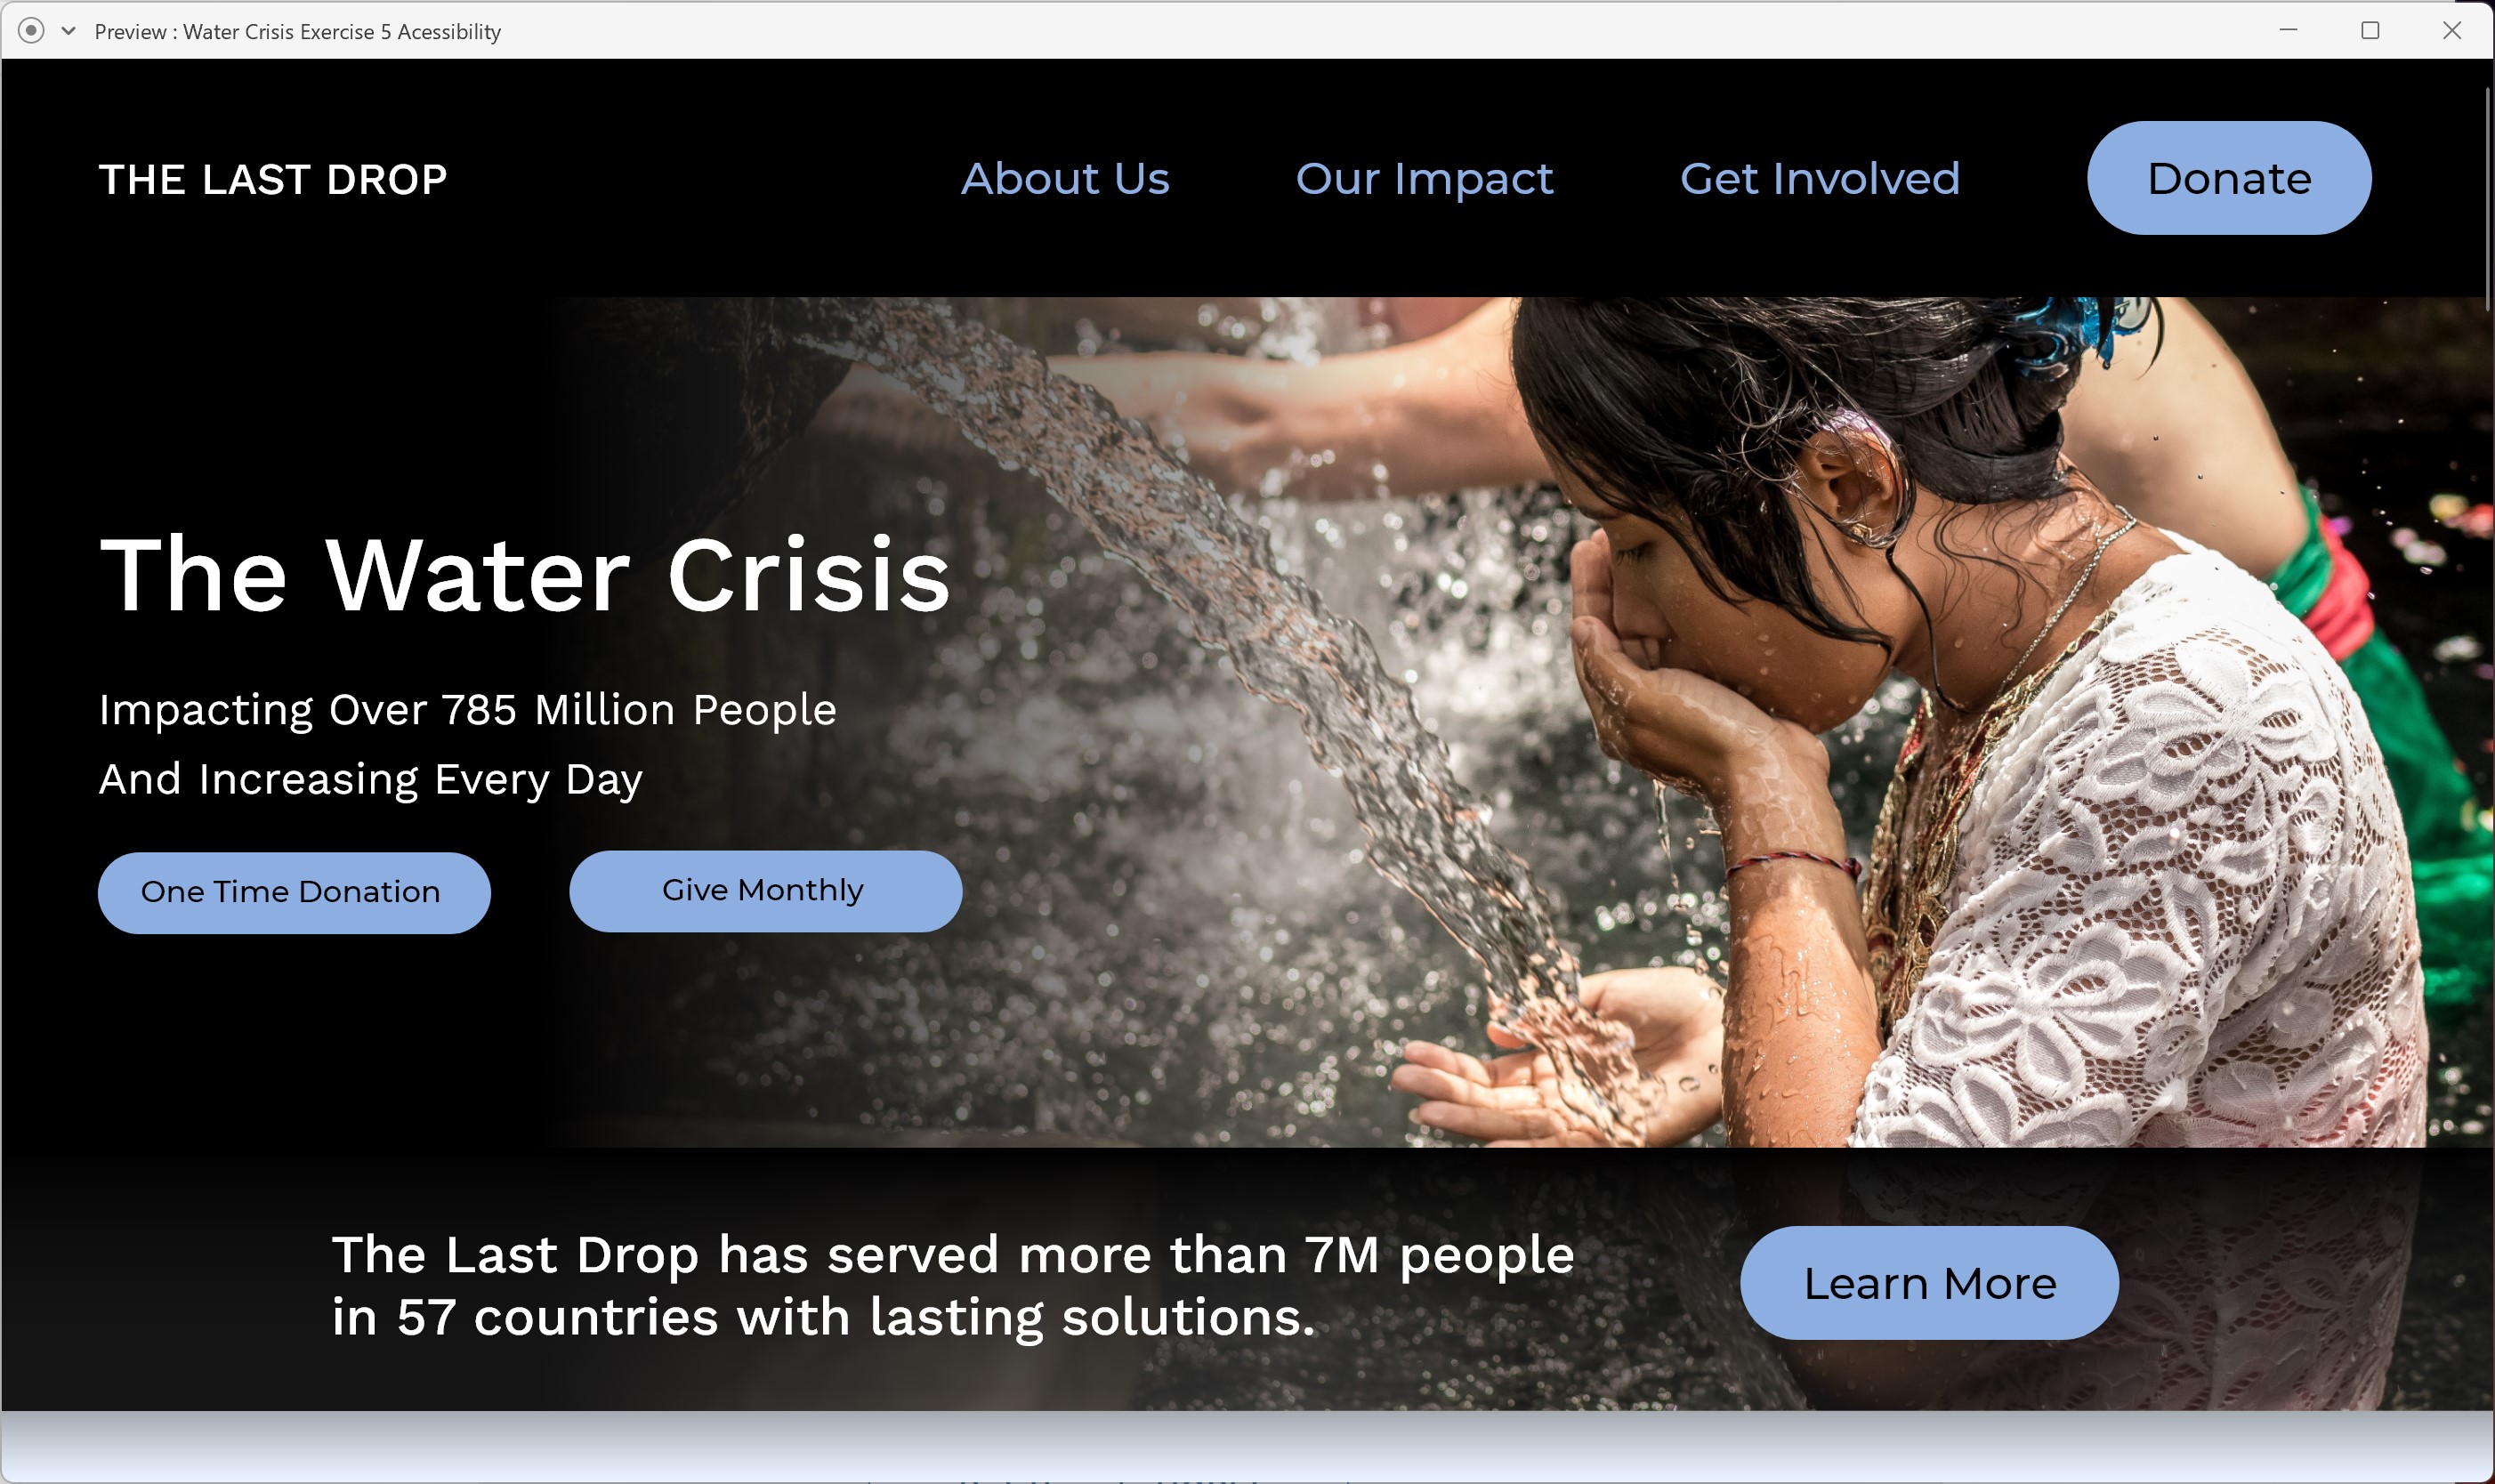 Preview : Water Crisis Exercise 5 Acessibility
THE LAST DROP
About Us
Our Impact
Get Involved
Donate
The Water Crisis
Impacting Over 785 Million People
And Increasing Every Day
One Time Donation
Give Monthly
The Last Drop has served more than 7M people
in 57 countries with lasting solutions.
Learn More